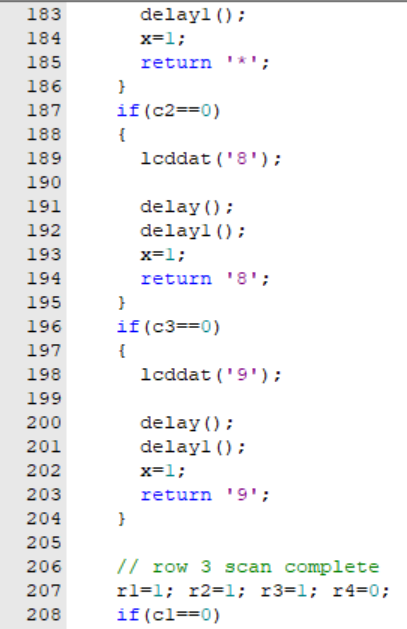 183 delay1();
184 x=1;
185 return '*';
186 }
187 if(c2==0)
188 {
189 lcddat('8');
190
191 delay();
192 delay1();
193 x=1;
194 return '8';
195 }
196 if(c3==0)
197 {
198 lcddat('9');
199
200 delay();
201 delay1();
202 x=1;
203 return '9';
204 }
205
206 // row 3 scan complete
207 r1=1; r2=1; r3=1; r4=0;
208 if(c1==0)